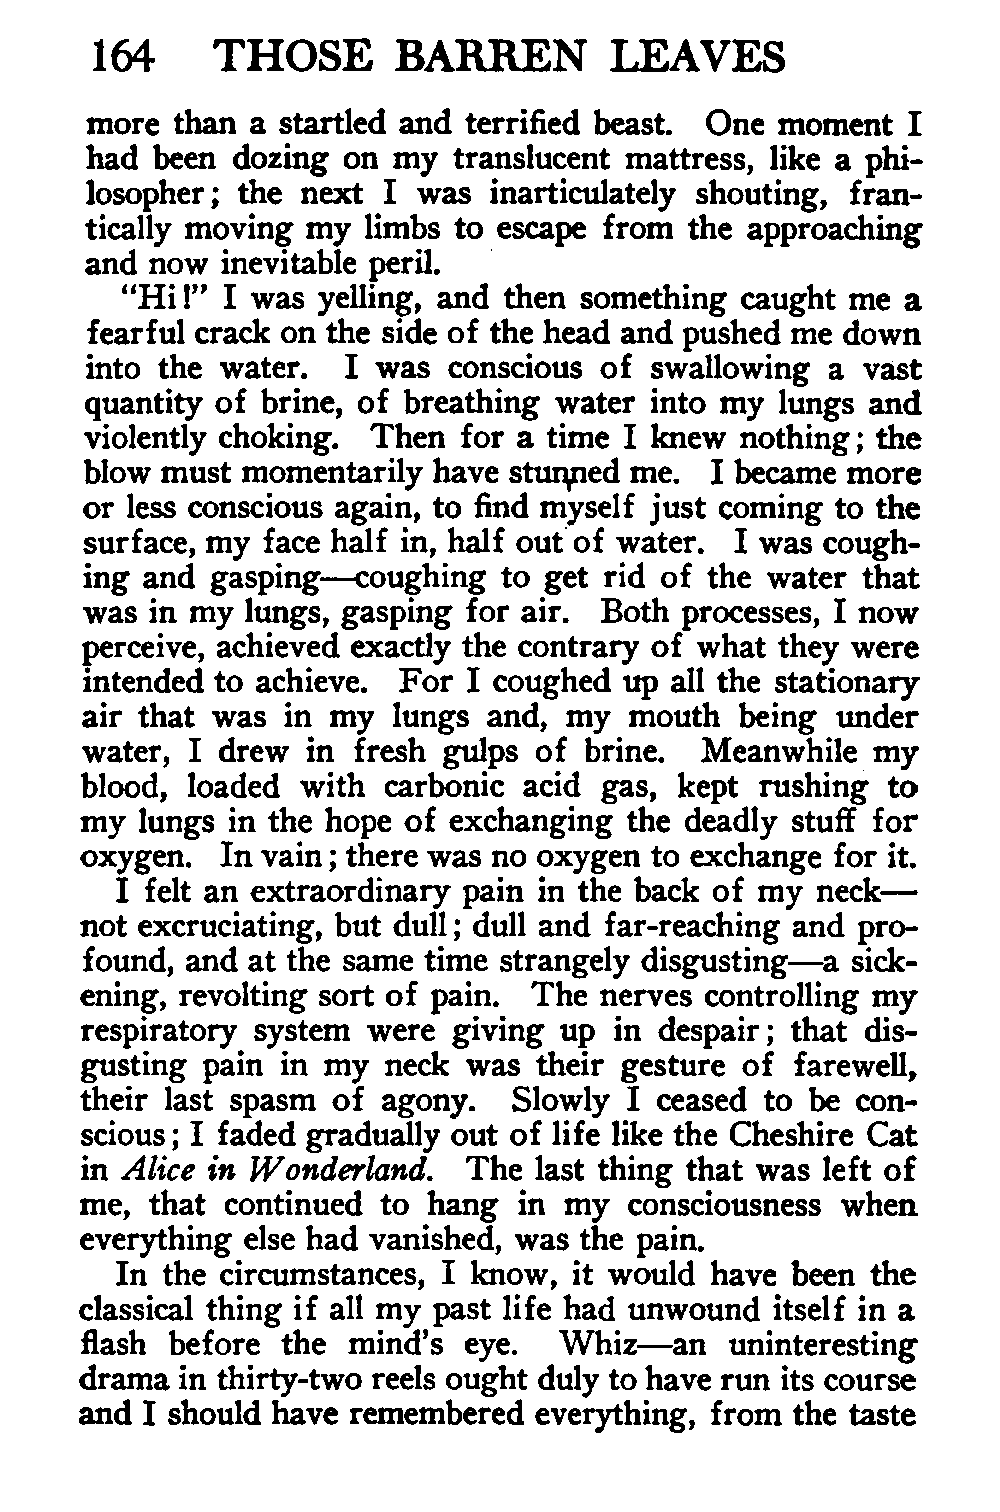 164 THOSE BARREN LEAVES
more than a startled and terrified beast. One moment I
had been dozing on my translucent mattress, like a phi-
losopher; the next I was inarticulately shouting, fran-
tically moving my limbs to escape from the approaching
and now inevitable peril.
“Hi!” I was yelling, and then something caught me a
fearful crack on the side of the head and pushed me down
into the water. I was conscious of swallowing a vast
quantity of brine, of breathing water into my lungs and
violently choking. Then for a time I knew nothing; the
blow must momentarily have stunned me. I became more
or less conscious again, to find myself just coming to the
surface, my face half in, half out of water. I was cough-
ing and gasping—coughing to get rid of the water that
was in my lungs, gasping for air. Both processes, I now
perceive, achieved exactly the contrary of what they were
intended to achieve. For I coughed up all the stationary
air that was in my lungs and, my mouth being under
water, I drew in fresh gulps of brine. Meanwhile my
blood, loaded with carbonic acid gas, kept rushing to
my lungs in the hope of exchanging the deadly stuff for
oxygen. In vain; there was no oxygen to exchange for it.
I felt an extraordinary pain in the back of my neck—
not excruciating, but dull; dull and far-reaching and pro-
found, and at the same time strangely disgusting—a sick-
ening, revolting sort of pain. The nerves controlling my
respiratory system were giving up in despair; that dis-
gusting pain in my neck was their gesture of farewell,
their last spasm of agony. Slowly I ceased to be con-
scious; I faded gradually out of life like the Cheshire Cat
in Alice in Wonderland. The last thing that was left of
me, that continued to hang in my consciousness when
everything else had vanished, was the pain.
In the circumstances, I know, it would have been the
classical thing if all my past life had unwound itself in a
flash before the mind’s eye. Whiz—an uninteresting
drama in thirty-two reels ought duly to have run its course
and I should have remembered everything, from the taste